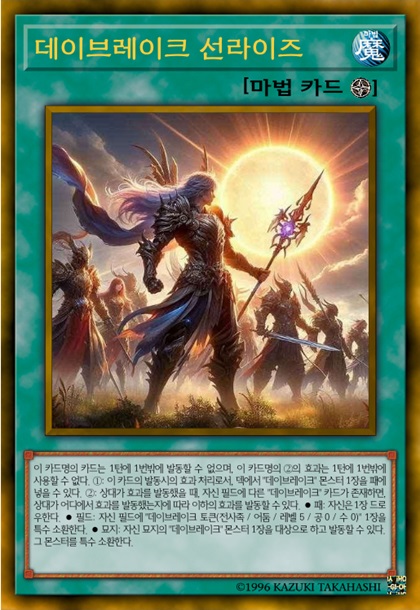 데이브레이크 선라이즈
마법
魔
[마법 카드]
이 카드명의 카드는 1턴에 1번밖에 발동할 수 없으며, 이 카드명의 ②의 효과는 1턴에 1번밖에
사용할 수 없다. ①: 이 카드의 발동시의 효과 처리로서, 덱에서 "데이브레이크" 몬스터 1장을 패에
넣을 수 있다. ②: 상대가 효과를 발동했을 때, 자신 필드에 다른 "데이브레이크" 카드가 존재하면,
상대가 어디에서 효과를 발동했는지에 따라 이하의 효과를 발동할 수 있다. ● 패: 자신은 1장 드로
우한다. ● 필드: 자신 필드에 "데이브레이크 토큰(전사족 / 어둠 / 레벨 5 / 공 0 / 수 0)" 1장을
특수 소환한다. ● 묘지: 자신 묘지의 "데이브레이크" 몬스터 1장을 대상으로 하고 발동할 수 있다.
그 몬스터를 특수 소환한다.
©1996 KAZUKI TAKAHASHI